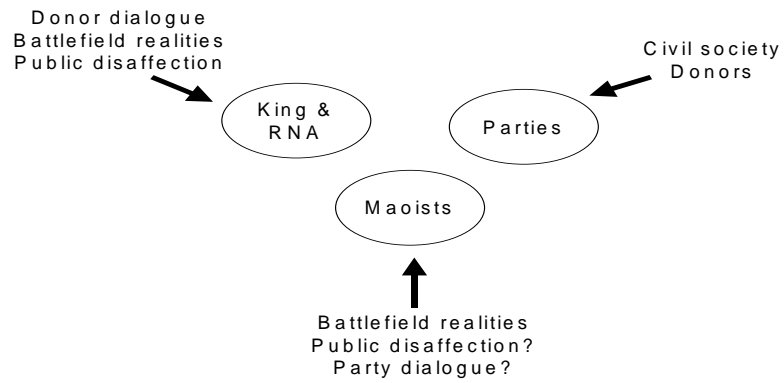 Donor dialogue
Battlefield realities
Public disaffection
Civil society
Donors
King &
RNA
Parties
Maoists
Battlefield realities
Public disaffection?
Party dialogue?